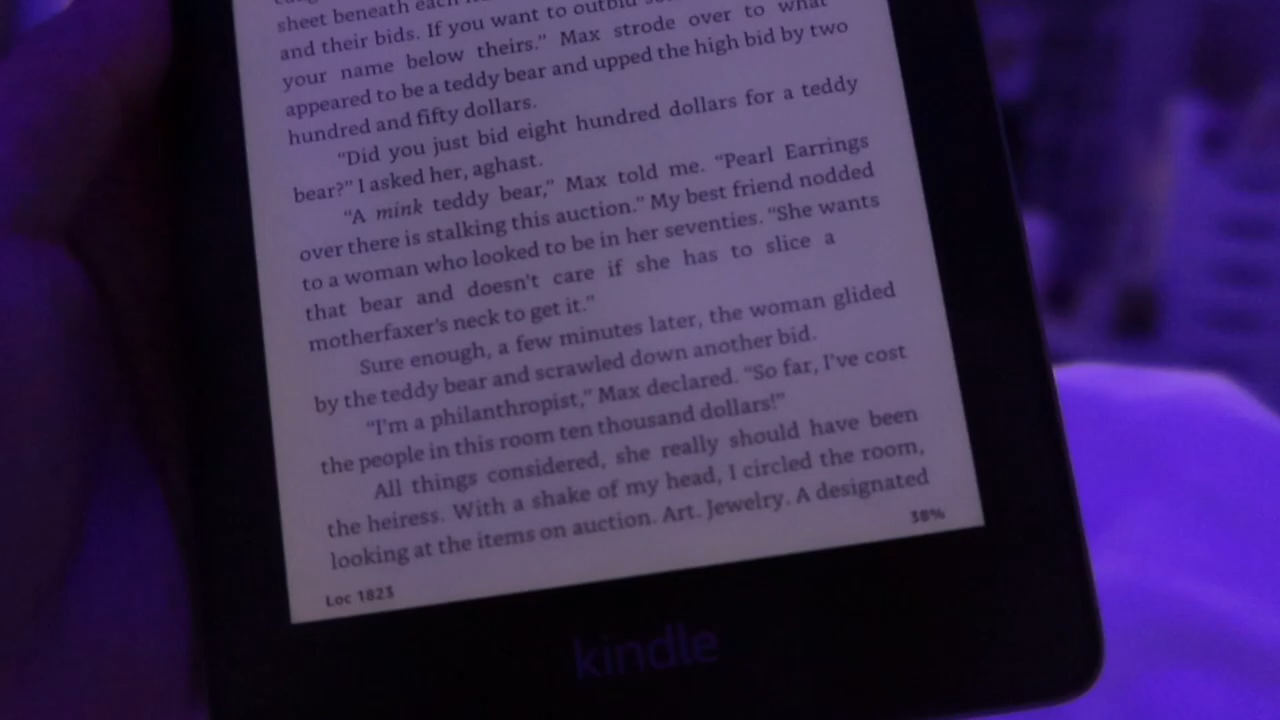 sheet beneath each
and their bids. If you want to outbid
your name below theirs.” Max strode over to what
appeared to be a teddy bear and upped the high bid by two
hundred and fifty dollars.
“Did you just bid eight hundred dollars for a teddy
bear?” I asked her, aghast.
“A mink teddy bear,” Max told me. “Pearl Earrings
over there is stalking this auction.” My best friend nodded
to a woman who looked to be in her seventies. “She wants
that bear and doesn’t care if she has to slice a
motherfaxer’s neck to get it.”
Sure enough, a few minutes later, the woman glided
by the teddy bear and scrawled down another bid.
“I’m a philanthropist,” Max declared. “So far, I’ve cost
the people in this room ten thousand dollars!”
All things considered, she really should have been
the heiress. With a shake of my head, I circled the room,
looking at the items on auction. Art. Jewelry. A designated
Loc 1823
38%
kindle